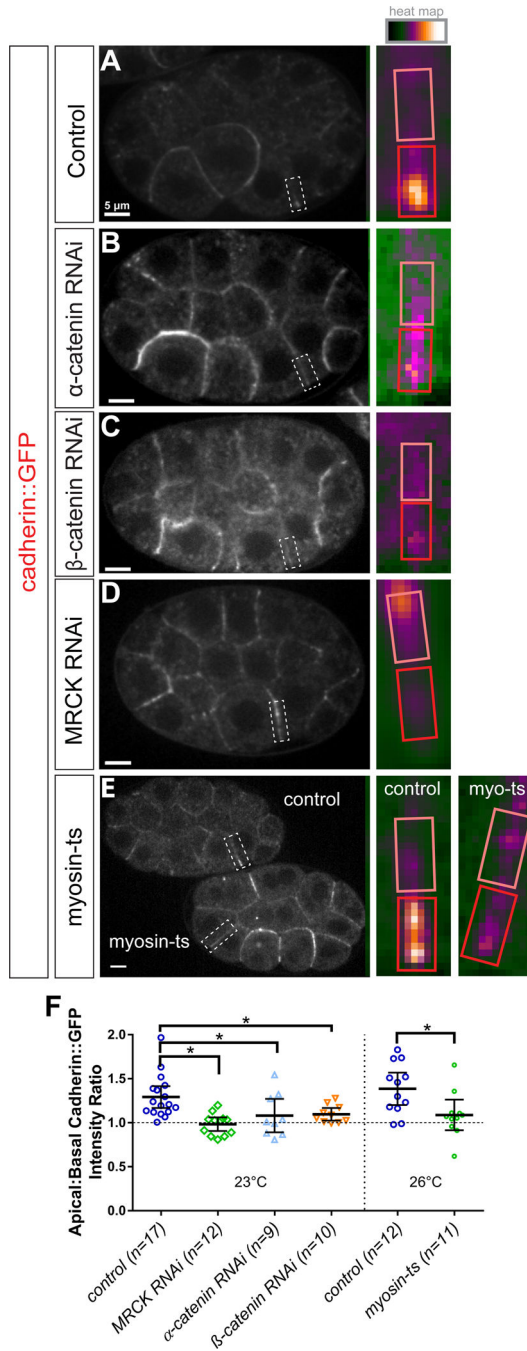 heat map
cadherin::GFP
Control
A
5 μm
α-catenin RNAi
B
β-catenin RNAi
C
MRCK RNAi
D
myosin-ts
E
control
myosin-ts
control
myo-ts
F
Apical:Basal Cadherin::GFP
Intensity Ratio
2.0
1.5
1.0
0.5
0.0
*
*
*
*
23°C
26°C
control (n=17)
MRCK RNAi (n=12)
α-catenin RNAi (n=9)
β-catenin RNAi (n=10)
control (n=12)
myosin-ts (n=11)